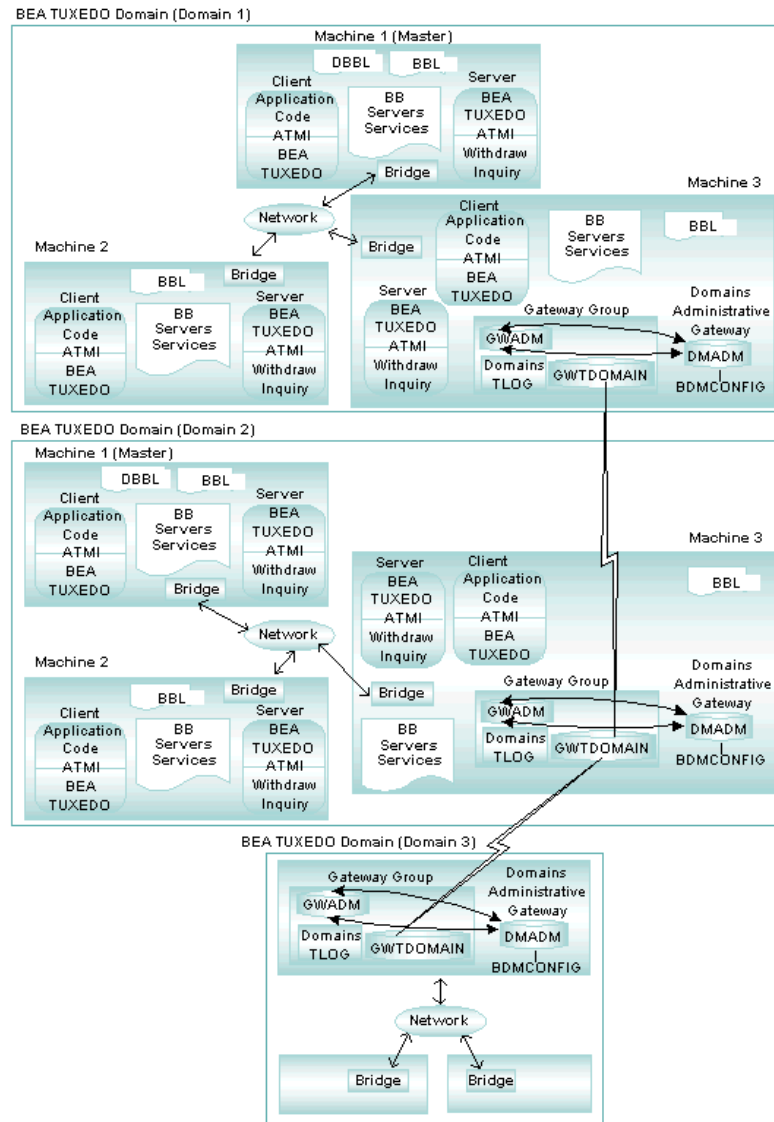 BEA TUXEDO Domain (Domain 1)
Machine 1 (Master)
DBBL
BBL
Client
Application
Code
ATMI
BEA
TUXEDO
BB
Servers
Services
Server
BEA
TUXEDO
ATMI
Withdraw
Inquiry
Bridge
Network
Machine 2
BBL
Bridge
Client
Application
Code
ATMI
BEA
TUXEDO
BB
Servers
Services
Server
BEA
TUXEDO
ATMI
Withdraw
Inquiry
Machine 3
Bridge
Client
Application
Code
ATMI
BEA
TUXEDO
BB
Servers
Services
BBL
Server
BEA
TUXEDO
ATMI
Withdraw
Inquiry
Gateway Group
GWADM
Domains
TLOG
GWTDOMAIN
Domains
Administrative
Gateway
DMADM
BDMCONFIG
BEA TUXEDO Domain (Domain 2)
Machine 1 (Master)
DBBL
BBL
Client
Application
Code
ATMI
BEA
TUXEDO
BB
Servers
Services
Server
BEA
TUXEDO
ATMI
Withdraw
Inquiry
Bridge
Network
Machine 2
BBL
Bridge
Client
Application
Code
ATMI
BEA
TUXEDO
BB
Servers
Services
Server
BEA
TUXEDO
ATMI
Withdraw
Inquiry
Machine 3
Server
BEA
TUXEDO
ATMI
Withdraw
Inquiry
Client
Application
Code
ATMI
BEA
TUXEDO
BBL
Bridge
BB
Servers
Services
Gateway Group
GWADM
Domains
TLOG
GWTDOMAIN
Domains
Administrative
Gateway
DMADM
BDMCONFIG
BEA TUXEDO Domain (Domain 3)
Gateway Group
GWADM
Domains
TLOG
GWTDOMAIN
Domains
Administrative
Gateway
DMADM
BDMCONFIG
Network
Bridge
Bridge